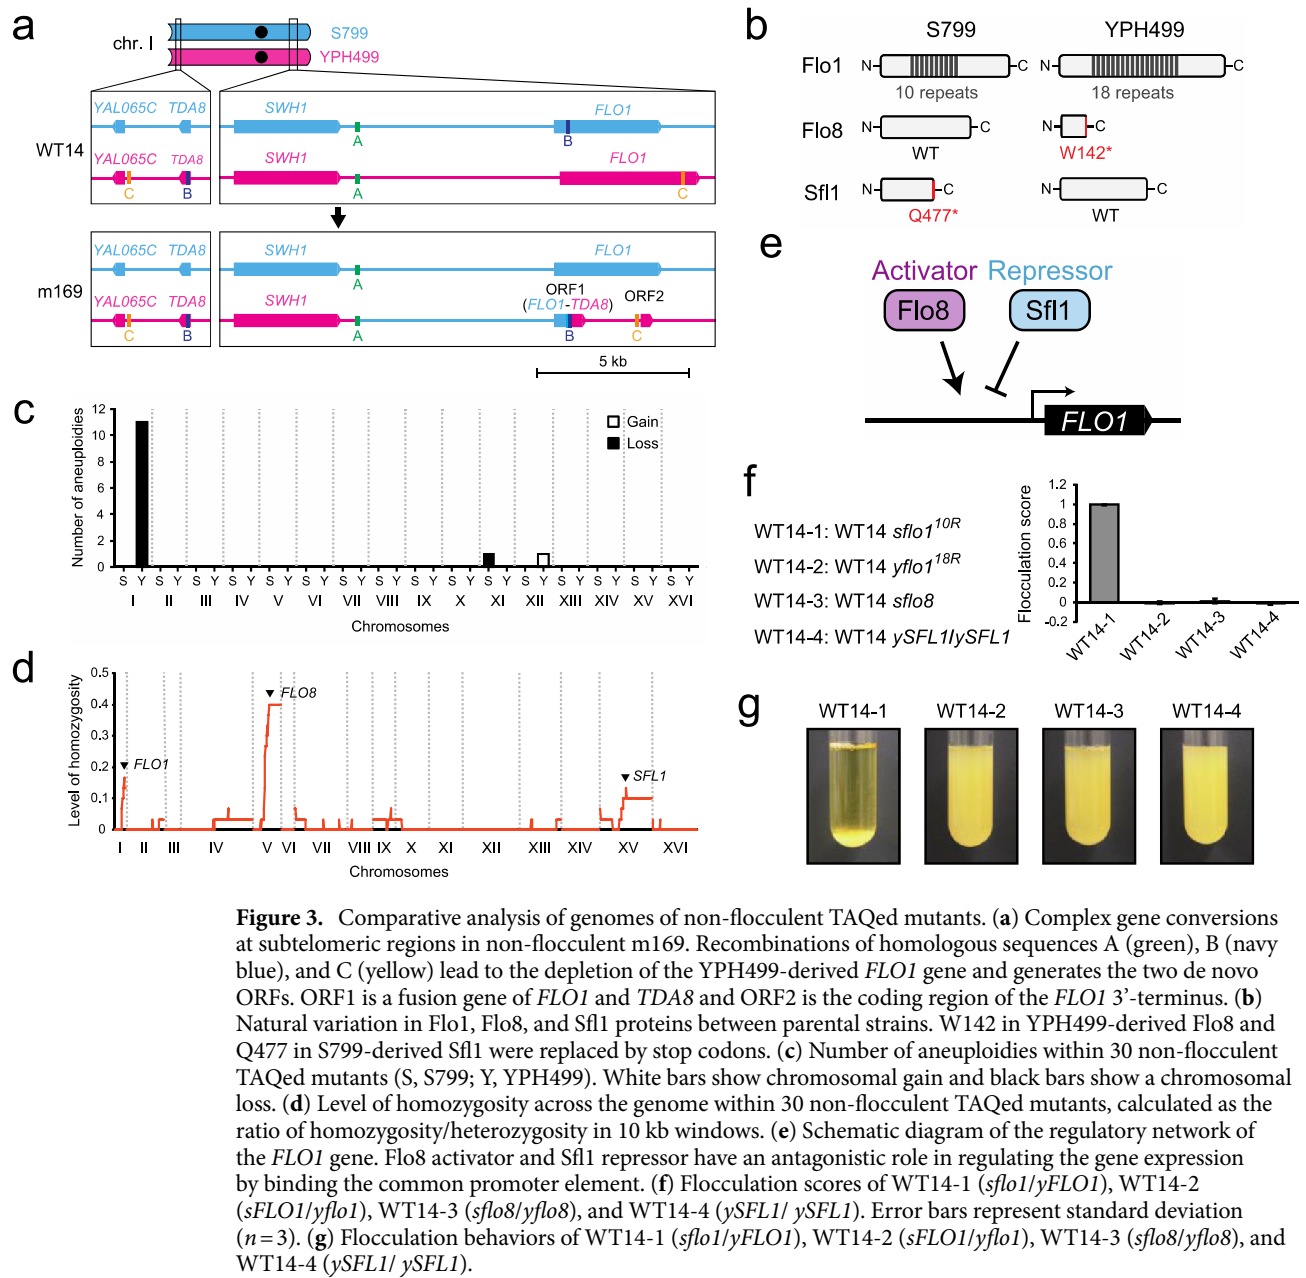 a
chr. I
S799
YPH499
WT14
YAL065C TDA8 SWH1 FLO1
A B
YAL065C TDA8 SWH1 FLO1
C B A C
m169
YAL065C TDA8 SWH1 FLO1
A
YAL065C TDA8 SWH1 ORF1 ORF2
(FLO1-TDA8)
C B A B C
5 kb
b
S799 YPH499
Flo1 N C N C
10 repeats 18 repeats
Flo8 N C N C
WT W142*
Sfl1 N C N C
Q477* WT
c
Number of aneuploidies
12
10
8
6
4
2
0
Gain
Loss
S Y S Y S Y S Y S Y S Y S Y S Y S Y S Y S Y S Y S Y S Y S Y S Y
I II III IV V VI VII VIII IX X XI XII XIII XIV XV XVI
Chromosomes
d
Level of homozygosity
0.5
0.4
0.3
0.2
0.1
0
FLO1
FLO8
SFL1
I II III IV V VI VII VIII IX X XI XII XIII XIV XV XVI
Chromosomes
e
Activator Repressor
Flo8 Sfl1
FLO1
f
WT14-1: WT14 sflo110R
WT14-2: WT14 yflo118R
WT14-3: WT14 sflo8
WT14-4: WT14 ySFL1/ySFL1
Flocculation score
1.2
1
0.8
0.6
0.4
0.2
0
-0.2
WT14-1 WT14-2 WT14-3 WT14-4
g
WT14-1 WT14-2 WT14-3 WT14-4
Figure 3. Comparative analysis of genomes of non-flocculent TAQed mutants. (a) Complex gene conversions
at subtelomeric regions in non-flocculent m169. Recombinations of homologous sequences A (green), B (navy
blue), and C (yellow) lead to the depletion of the YPH499-derived FLO1 gene and generates the two de novo
ORFs. ORF1 is a fusion gene of FLO1 and TDA8 and ORF2 is the coding region of the FLO1 3'-terminus. (b)
Natural variation in Flo1, Flo8, and Sfl1 proteins between parental strains. W142 in YPH499-derived Flo8 and
Q477 in S799-derived Sfl1 were replaced by stop codons. (c) Number of aneuploidies within 30 non-flocculent
TAQed mutants (S, S799; Y, YPH499). White bars show chromosomal gain and black bars show a chromosomal
loss. (d) Level of homozygosity across the genome within 30 non-flocculent TAQed mutants, calculated as the
ratio of homozygosity/heterozygosity in 10 kb windows. (e) Schematic diagram of the regulatory network of
the FLO1 gene. Flo8 activator and Sfl1 repressor have an antagonistic role in regulating the gene expression
by binding the common promoter element. (f) Flocculation scores of WT14-1 (sflo1/yFLO1), WT14-2
(sFLO1/yflo1), WT14-3 (sflo8/yflo8), and WT14-4 (ySFL1/ ySFL1). Error bars represent standard deviation
(n=3). (g) Flocculation behaviors of WT14-1 (sflo1/yFLO1), WT14-2 (sFLO1/yflo1), WT14-3 (sflo8/yflo8), and
WT14-4 (ySFL1/ ySFL1).